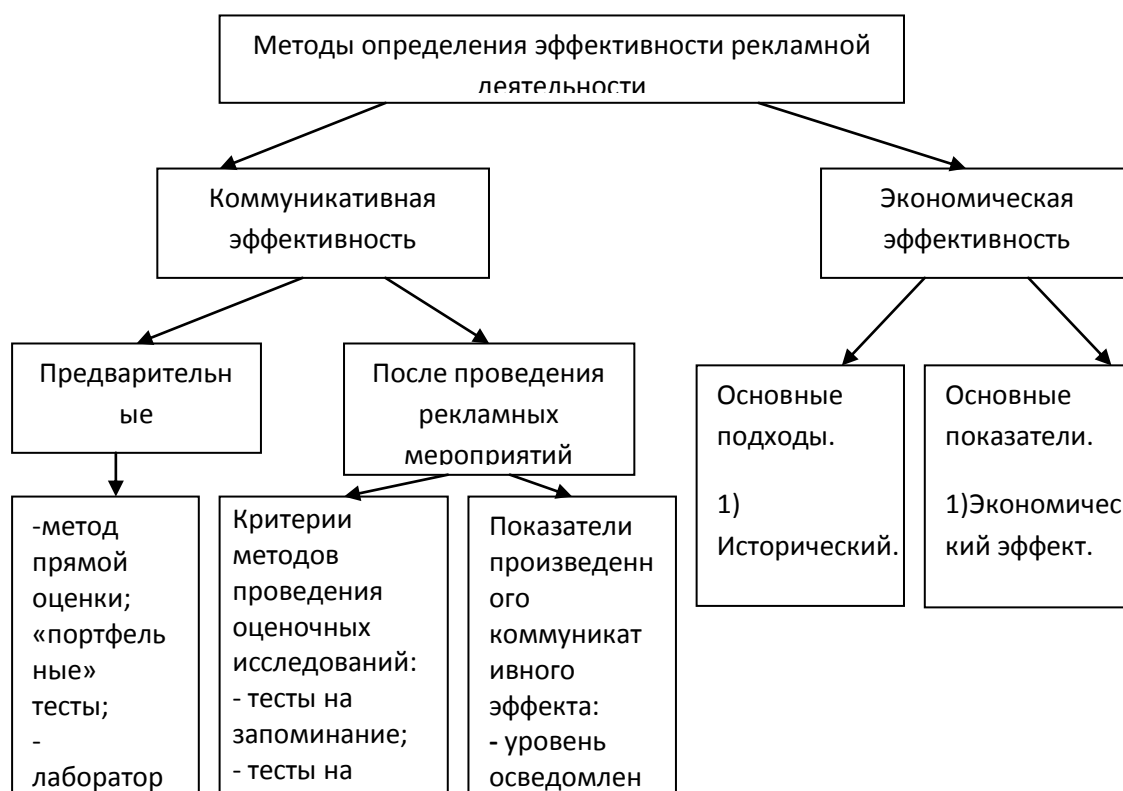 Методы определения эффективности рекламной
деятельности
Коммуникативная
эффективность
Экономическая
эффективность
Предварительн
ые
После проведения
рекламных
мероприятий
Основные
подходы.
1)
Исторический.
Основные
показатели.
1)Экономичес
кий эффект.
-метод
прямой
оценки;
«портфель
ные»
тесты;
-
лаборатор
Критерии
методов
проведения
оценочных
исследований:
- тесты на
запоминание;
- тесты на
Показатели
произведенн
ого
коммуникат
ивного
эффекта:
- уровень
осведомлен